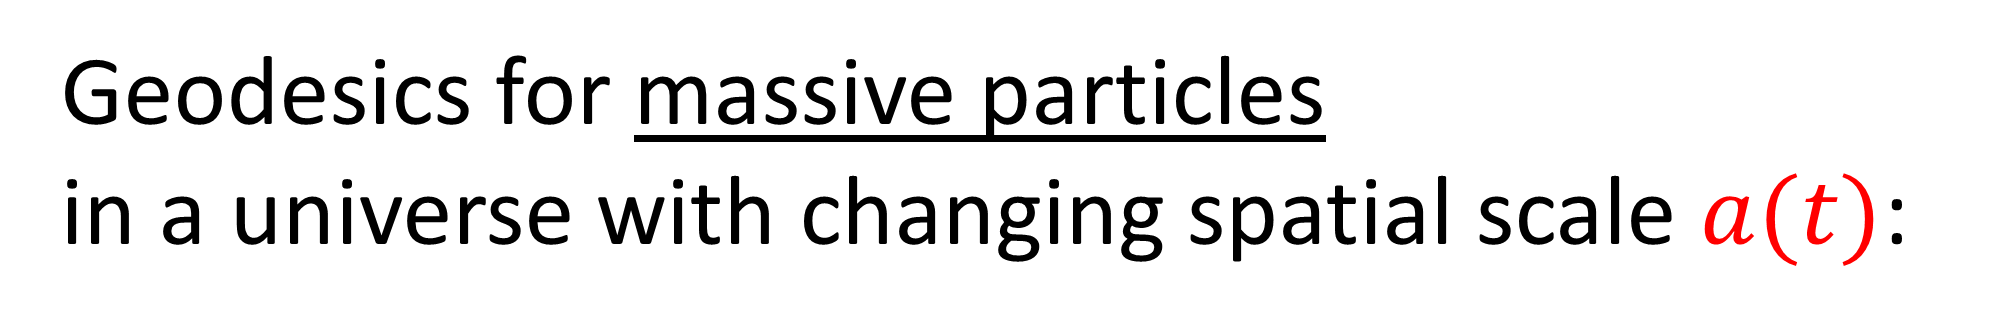 Geodesics for massive particles
in a universe with changing spatial scale a(t):